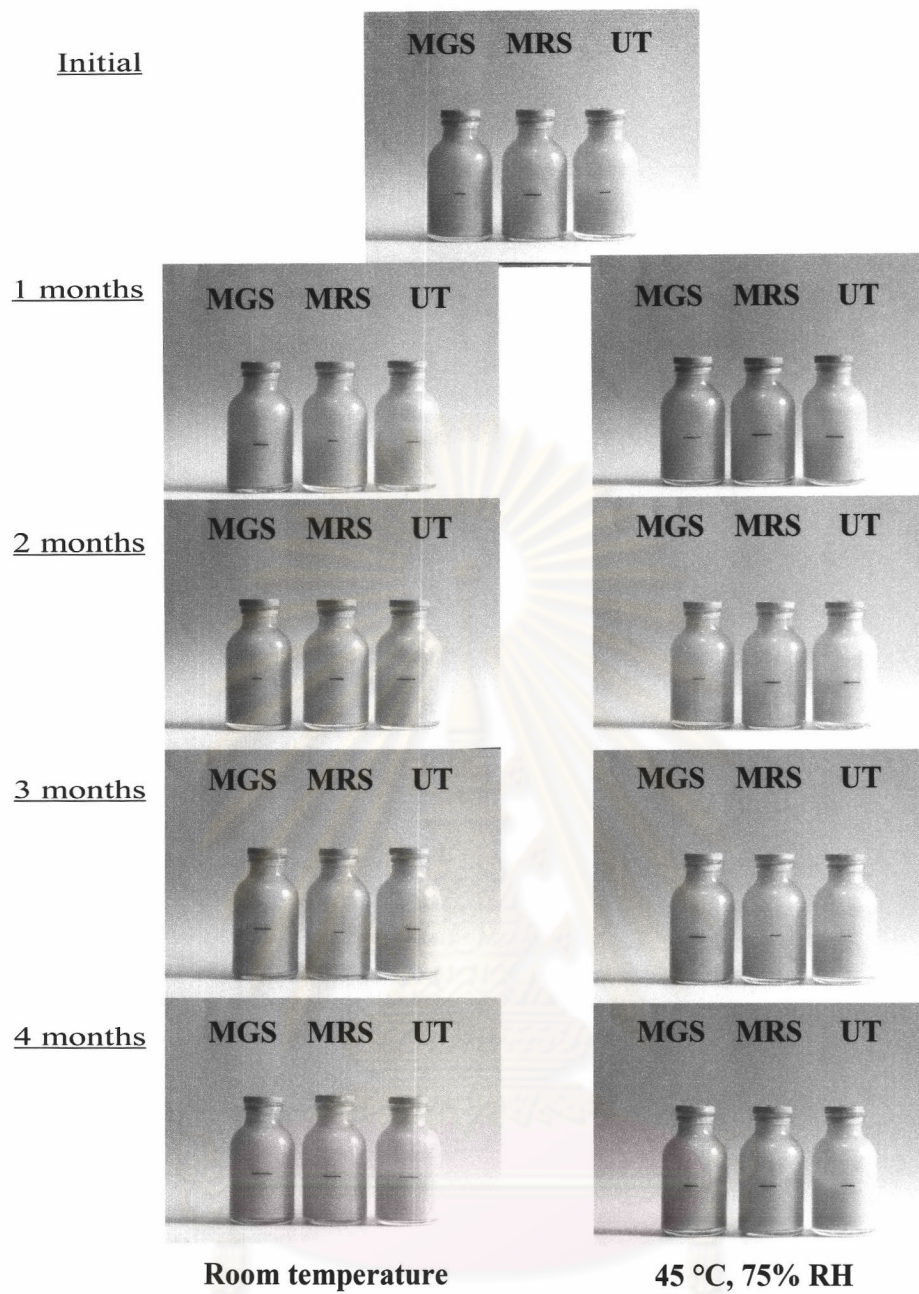 MGS MRS UT
Initial
1 months
MGS MRS UT
MGS MRS UT
2 months
MGS MRS UT
MGS MRS UT
3 months
MGS MRS UT
MGS MRS UT
4 months
MGS MRS UT
MGS MRS UT
Room temperature
45 °C, 75% RH